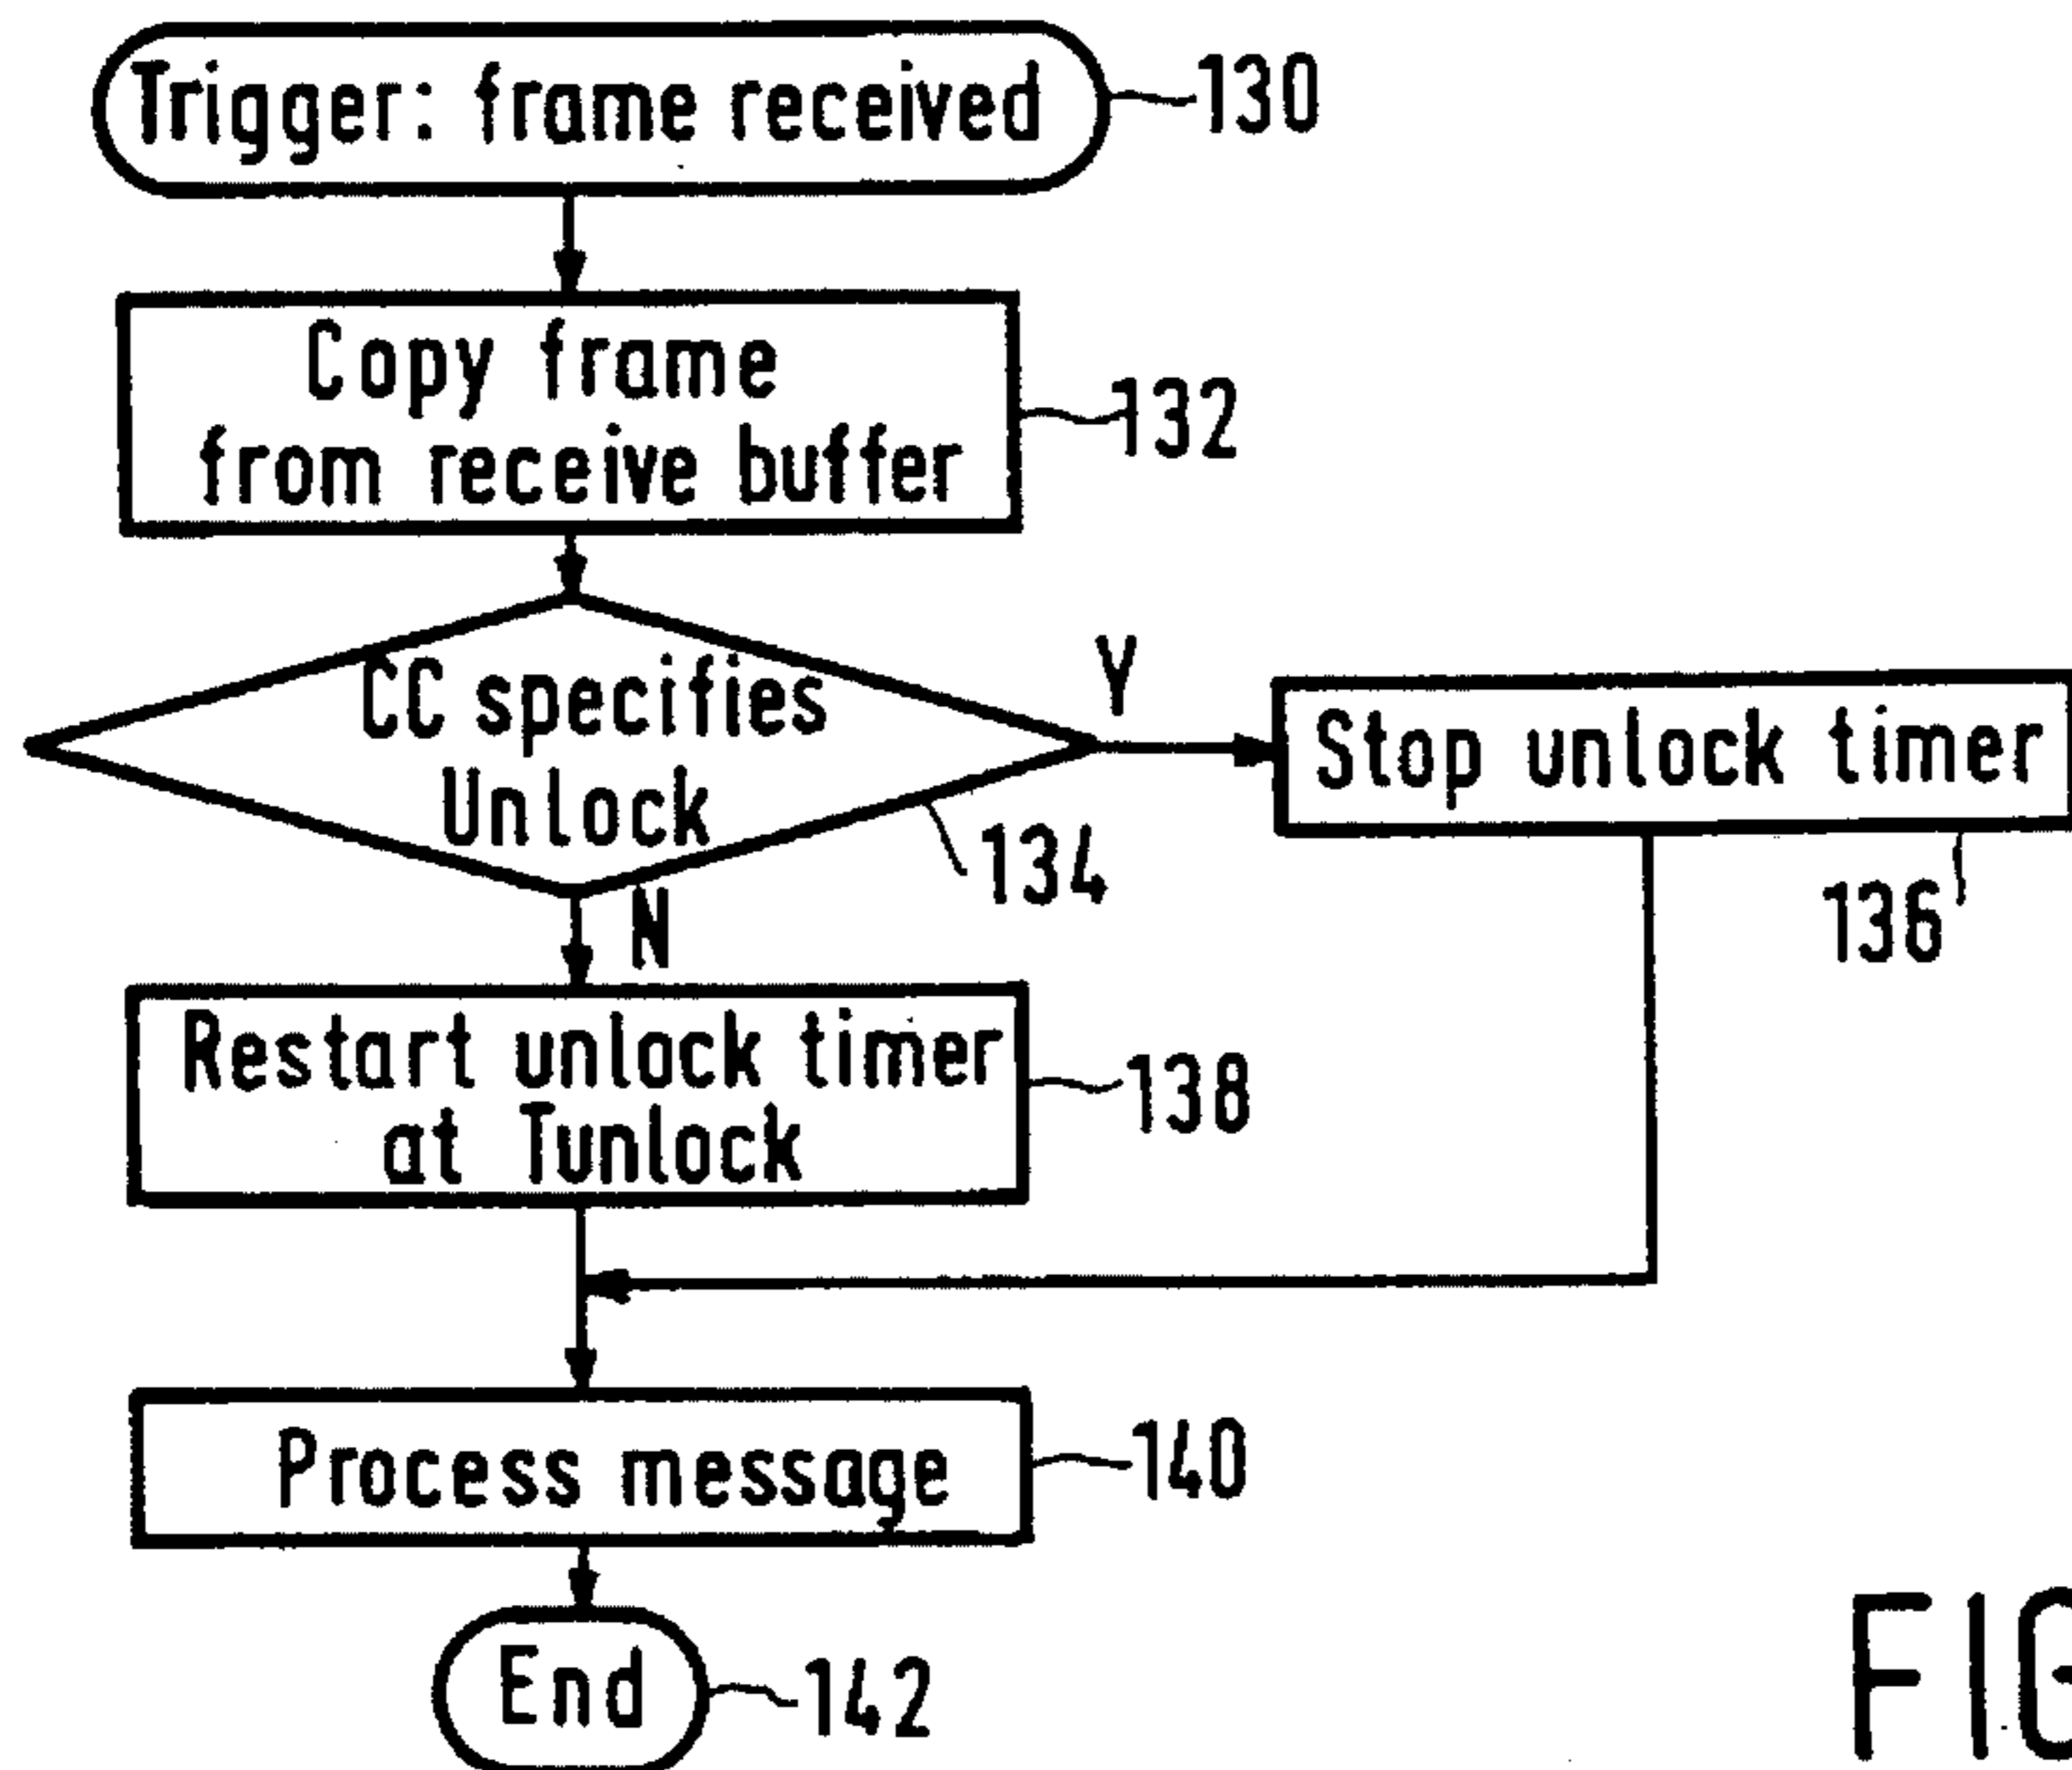 Trigger: frame received
130
Copy frame
from receive buffer
132
CC specifies
Unlock
Y
134
N
Stop unlock timer
136
Restart unlock timer
at Tunlock
138
Process message
140
End
142
FIG